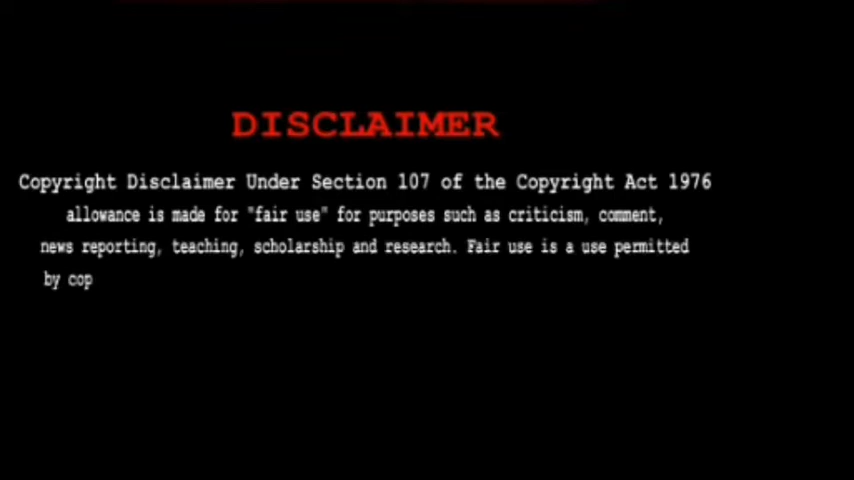 DISCLAIMER
Copyright Disclaimer Under Section 107 of the Copyright Act 1976
allowance is made for "fair use" for purposes such as criticism, comment,
news reporting, teaching, scholarship and research. Fair use is a use permitted
by cop